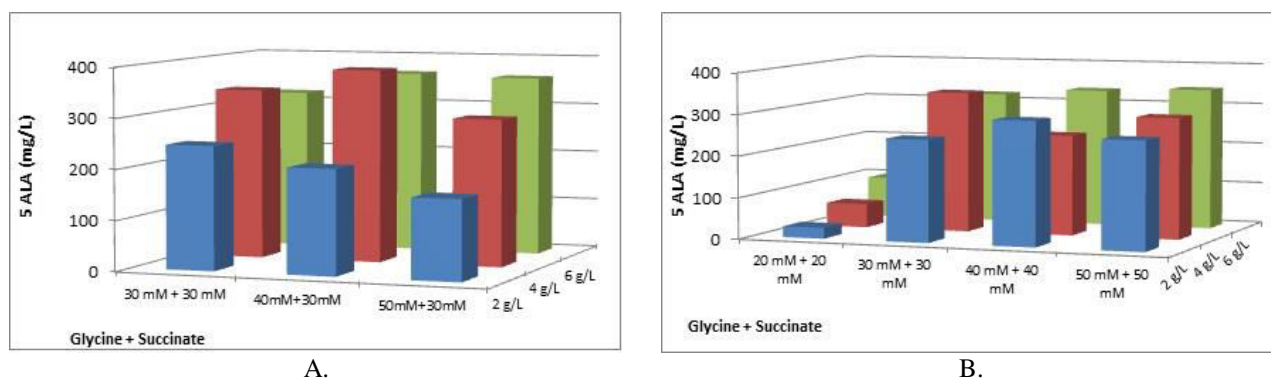 400
300
200
100
0
5 ALA (mg/L)
30 mM + 30 mM
40mM+30mM
50mM+30mM
2 g/L
4 g/L
6 g/L
Glycine + Succinate
A.
400
300
200
100
0
5 ALA (mg/L)
20 mM + 20
mM
30 mM + 30
mM
40 mM + 40
mM
50 mM + 50
mM
2 g/L
4 g/L
6 g/L
Glycine + Succinate
B.